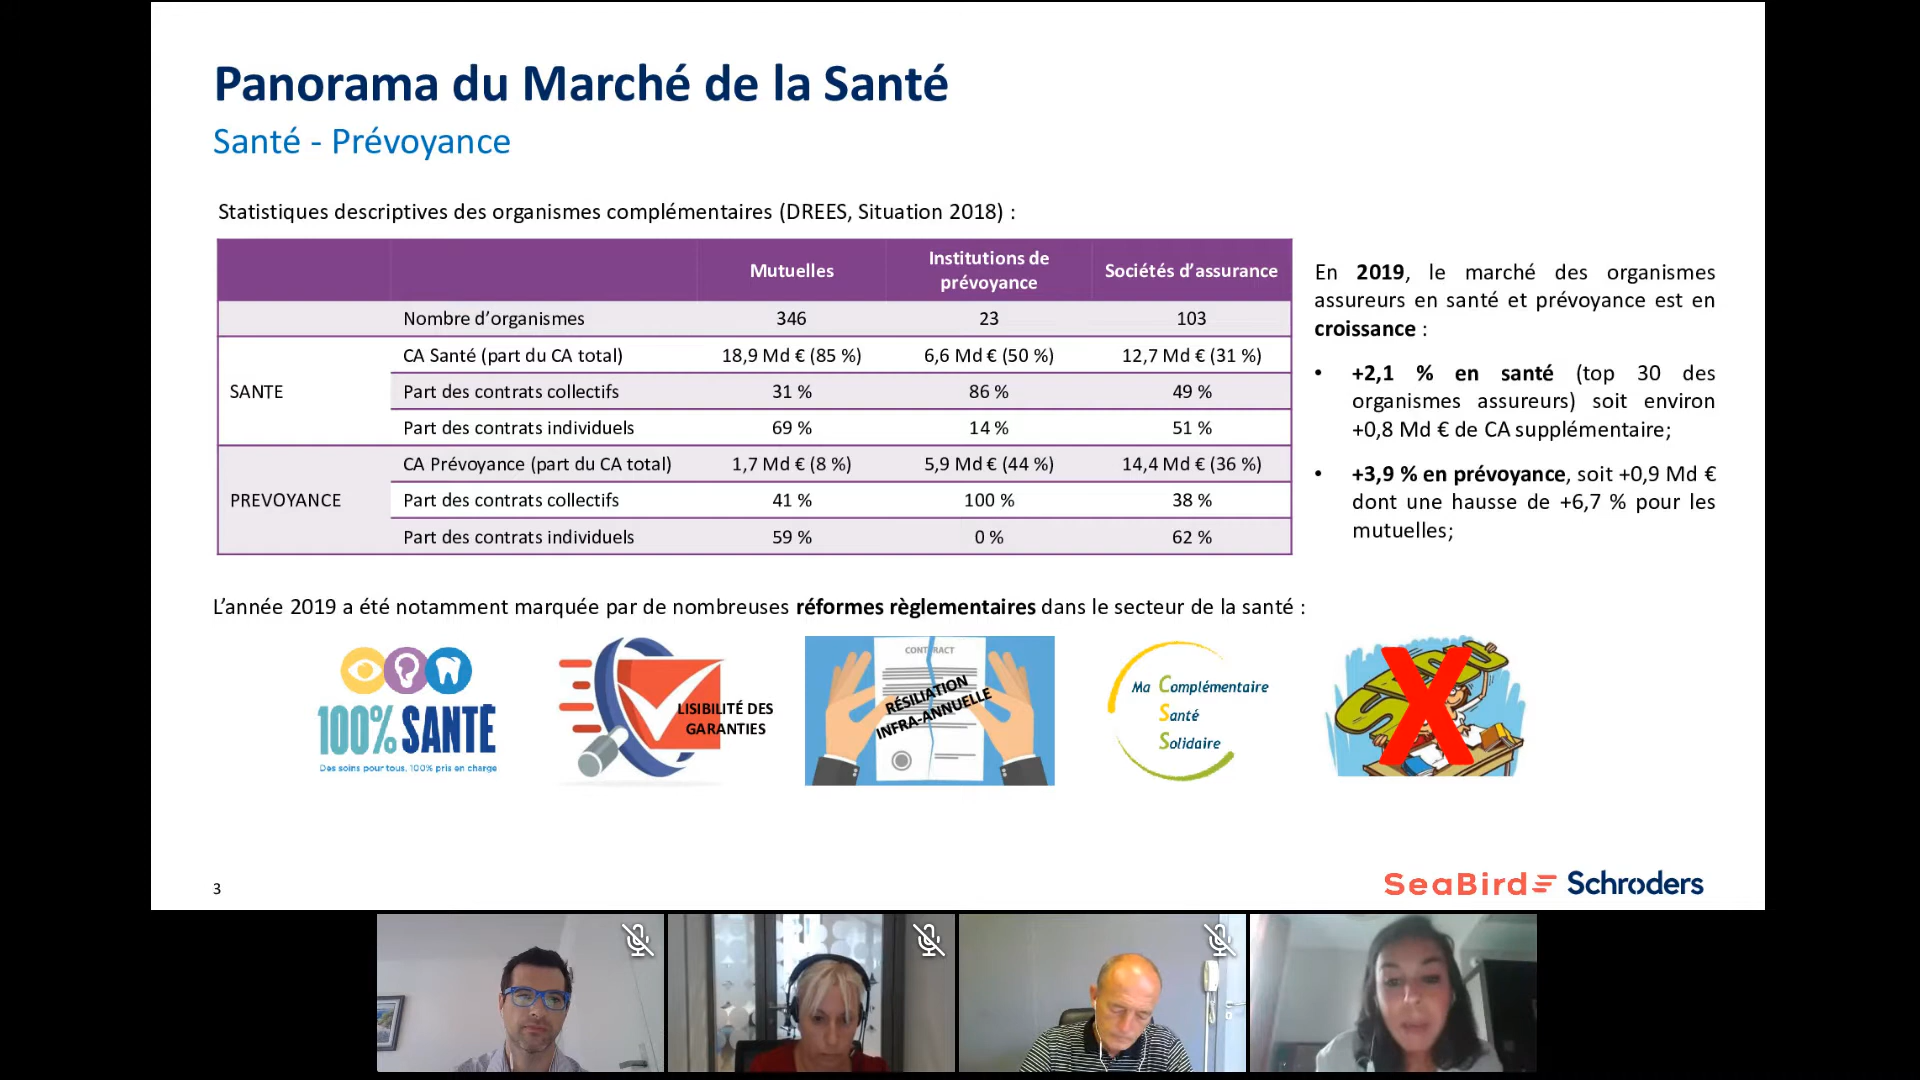 Panorama du Marché de la Santé
Santé - Prévoyance
Statistiques descriptives des organismes complémentaires (DREES, Situation 2018) :
Mutuelles Institutions de prévoyance Sociétés d’assurance
Nombre d’organismes 346 23 103
SANTE
CA Santé (part du CA total) 18,9 Md € (85 %) 6,6 Md € (50 %) 12,7 Md € (31 %)
Part des contrats collectifs 31 % 86 % 49 %
Part des contrats individuels 69 % 14 % 51 %
PREVOYANCE
CA Prévoyance (part du CA total) 1,7 Md € (8 %) 5,9 Md € (44 %) 14,4 Md € (36 %)
Part des contrats collectifs 41 % 100 % 38 %
Part des contrats individuels 59 % 0 % 62 %
En 2019, le marché des organismes
assureurs en santé et prévoyance est en
croissance :
• +2,1 % en santé (top 30 des
organismes assureurs) soit environ
+0,8 Md € de CA supplémentaire;
• +3,9 % en prévoyance, soit +0,9 Md €
dont une hausse de +6,7 % pour les
mutuelles;
L’année 2019 a été notamment marquée par de nombreuses réformes règlementaires dans le secteur de la santé :
100% SANTÉ
Des soins pour tous, 100% pris en charge
LISIBILITÉ DES
GARANTIES
CONTRACT
RÉSILIATION
INFRA-ANNUELLE
Ma Complémentaire
Santé
Solidaire
X
3
SeaBird Schroders